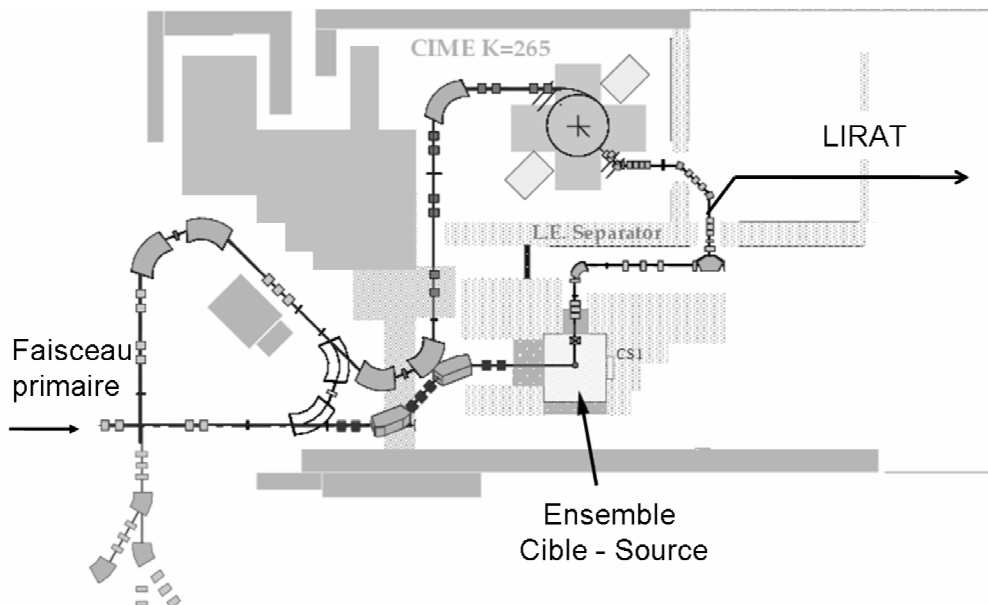 CIME K=265
LIRAT
L.E. Separator
Faisceau
primaire
CS1
Ensemble
Cible - Source